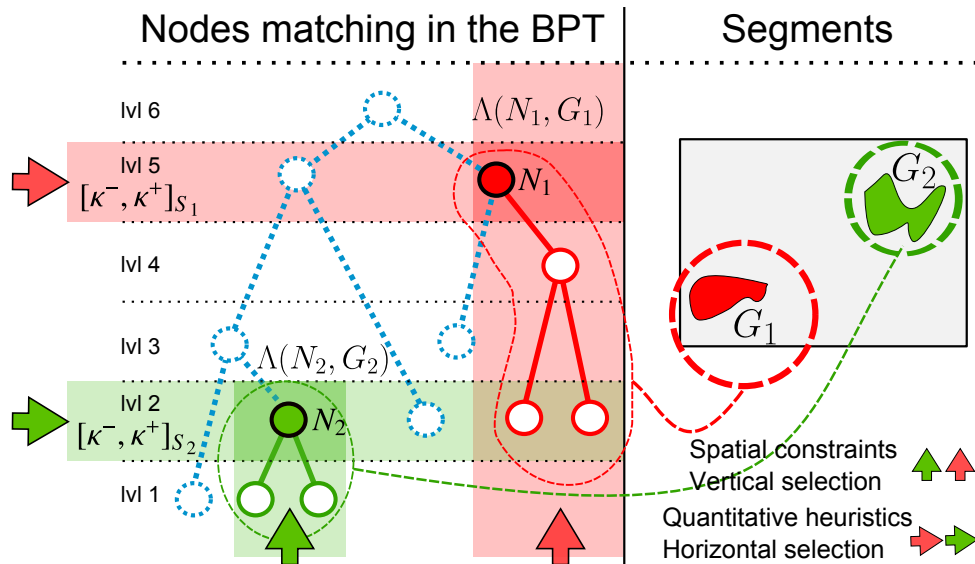 Nodes matching in the BPT
Segments
lvl 6
Λ(N₁, G₁)
lvl 5
[κ⁻, κ⁺]S₁
N₁
G₂
lvl 4
G₁
lvl 3
Λ(N₂, G₂)
lvl 2
[κ⁻, κ⁺]S₂
N₂
lvl 1
Spatial constraints
Vertical selection
Quantitative heuristics
Horizontal selection